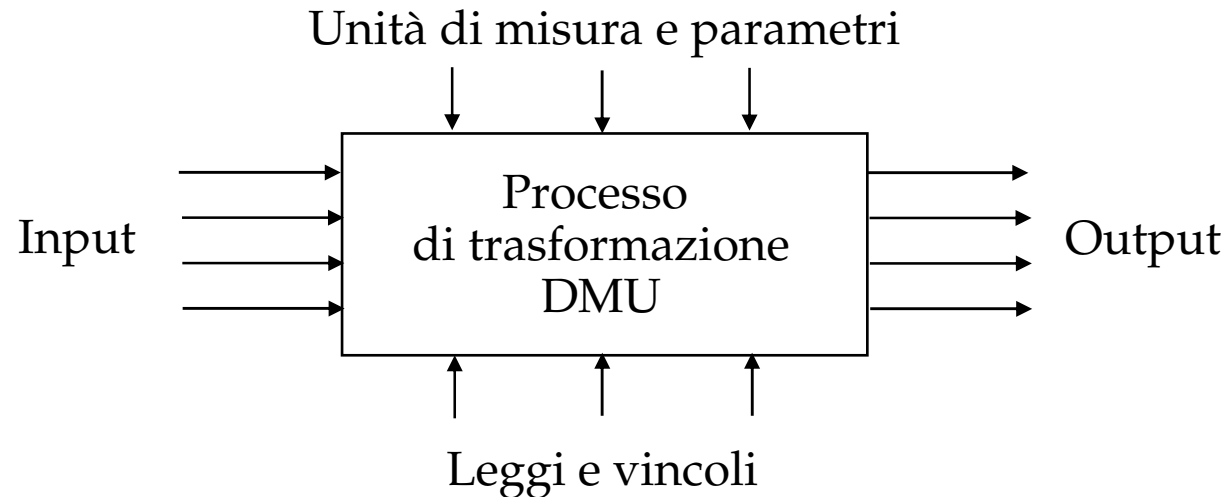 Unità di misura e parametri
Input
Processo
di trasformazione
DMU
Output
Leggi e vincoli